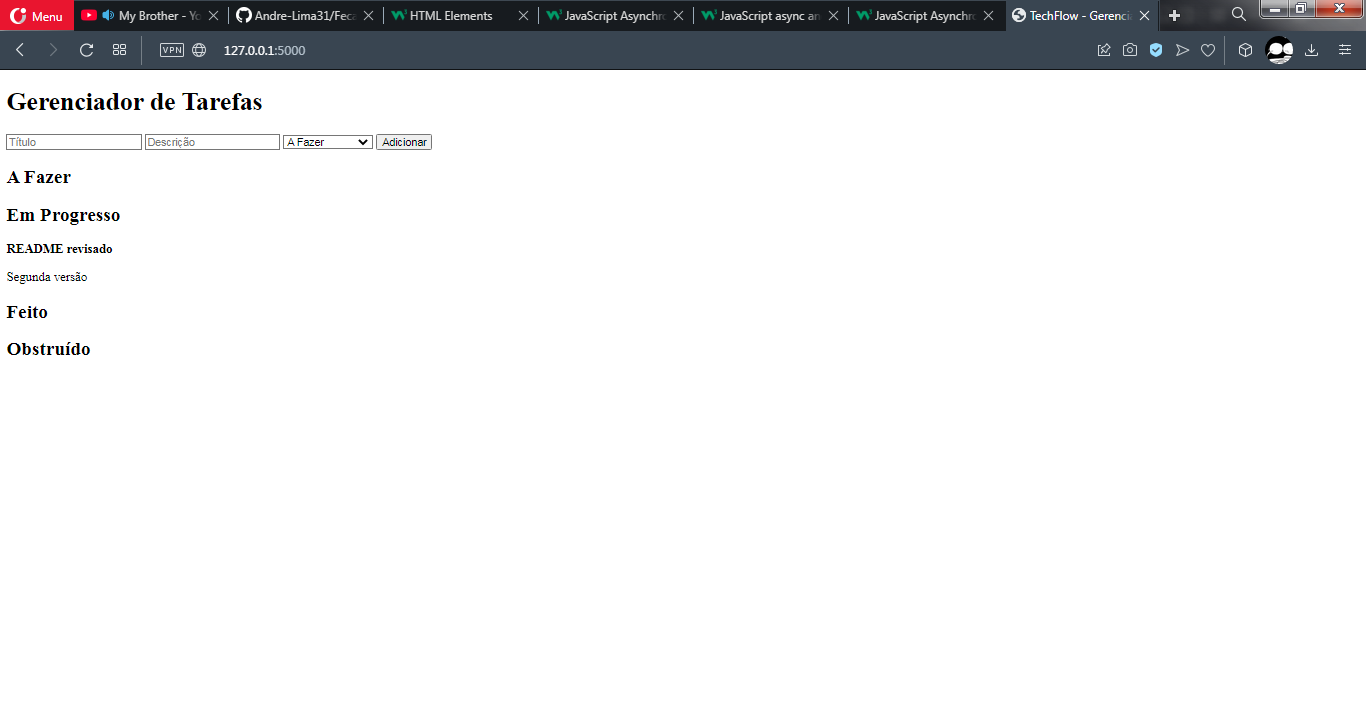 Menu My Brother - Yo Andre-Lima31/Feca HTML Elements JavaScript Asynchro JavaScript async an JavaScript Asynchro TechFlow - Gerencia
VPN 127.0.0.1:5000
Gerenciador de Tarefas
Título Descrição A Fazer Adicionar
A Fazer
Em Progresso
README revisado
Segunda versão
Feito
Obstruído